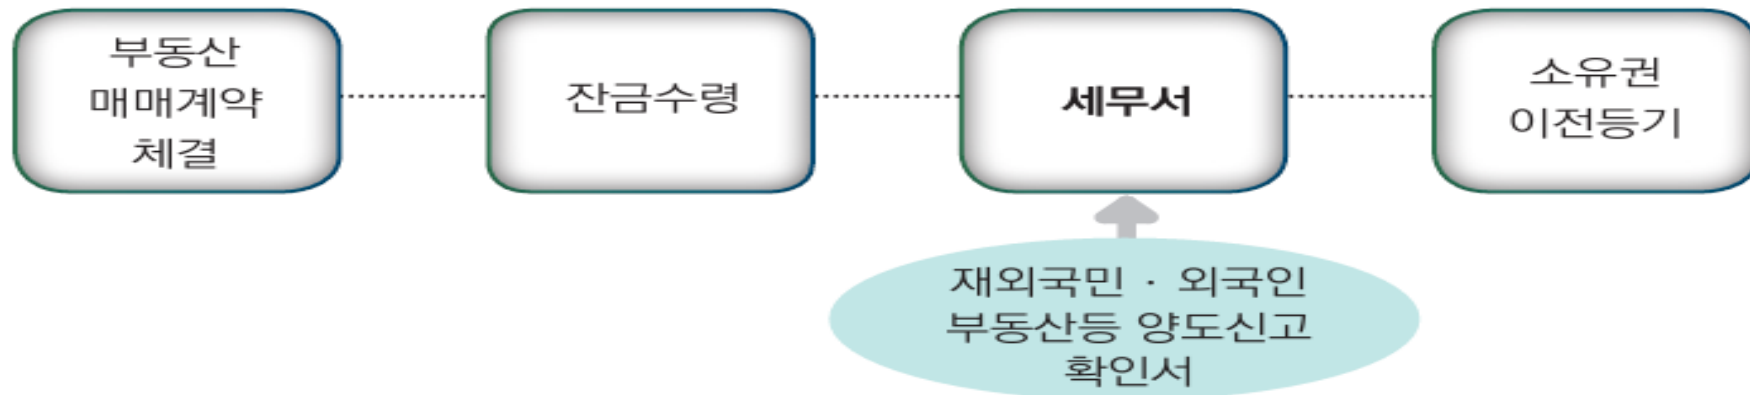 부동산
매매계약
체결
잔금수령
세무서
소유권
이전등기
재외국민 · 외국인
부동산등 양도신고
확인서